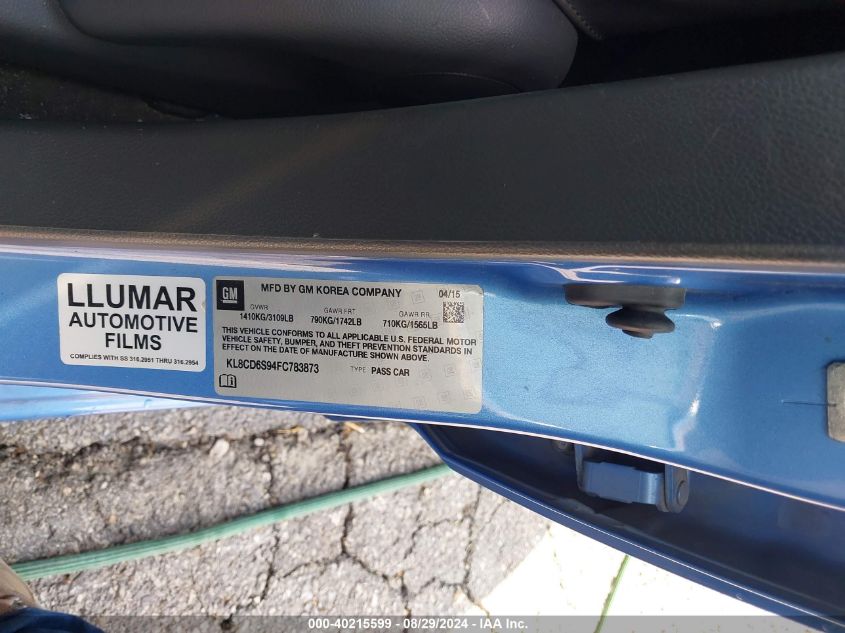 LLUMAR
AUTOMOTIVE
FILMS
COMPLIES WITH SS 316.2951 THRU 316.2954
GM
MFD BY GM KOREA COMPANY 04/15
GVWR GAWR FRT GAWR RR
1410KG/3109LB 790KG/1742LB 710KG/1565LB
THIS VEHICLE CONFORMS TO ALL APPLICABLE U.S. FEDERAL MOTOR
VEHICLE SAFETY, BUMPER, AND THEFT PREVENTION STANDARDS IN
EFFECT ON THE DATE OF MANUFACTURE SHOWN ABOVE.
KL8CD6S94FC783873 TYPE PASS CAR
000-40215599 - 08/29/2024 - IAA Inc.